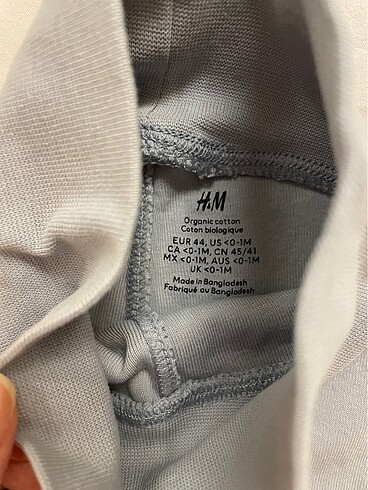 H&M
Organic cotton
Coton biologique
EUR 44, US <0-1M
CA <0-1M, CN 45/41
MX <0-1M, AUS <0-1M
UK <0-1M
Made in Bangladesh
Fabriqué au Bangladesh